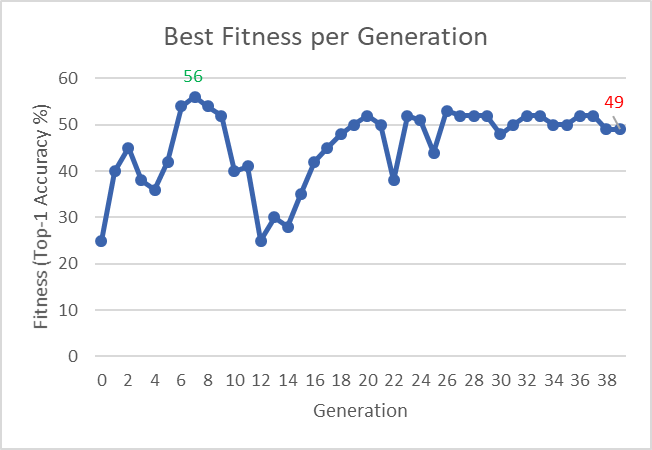 Best Fitness per Generation
56
49
60
50
40
30
20
10
0
Fitness (Top-1 Accuracy %)
0 2 4 6 8 10 12 14 16 18 20 22 24 26 28 30 32 34 36 38
Generation